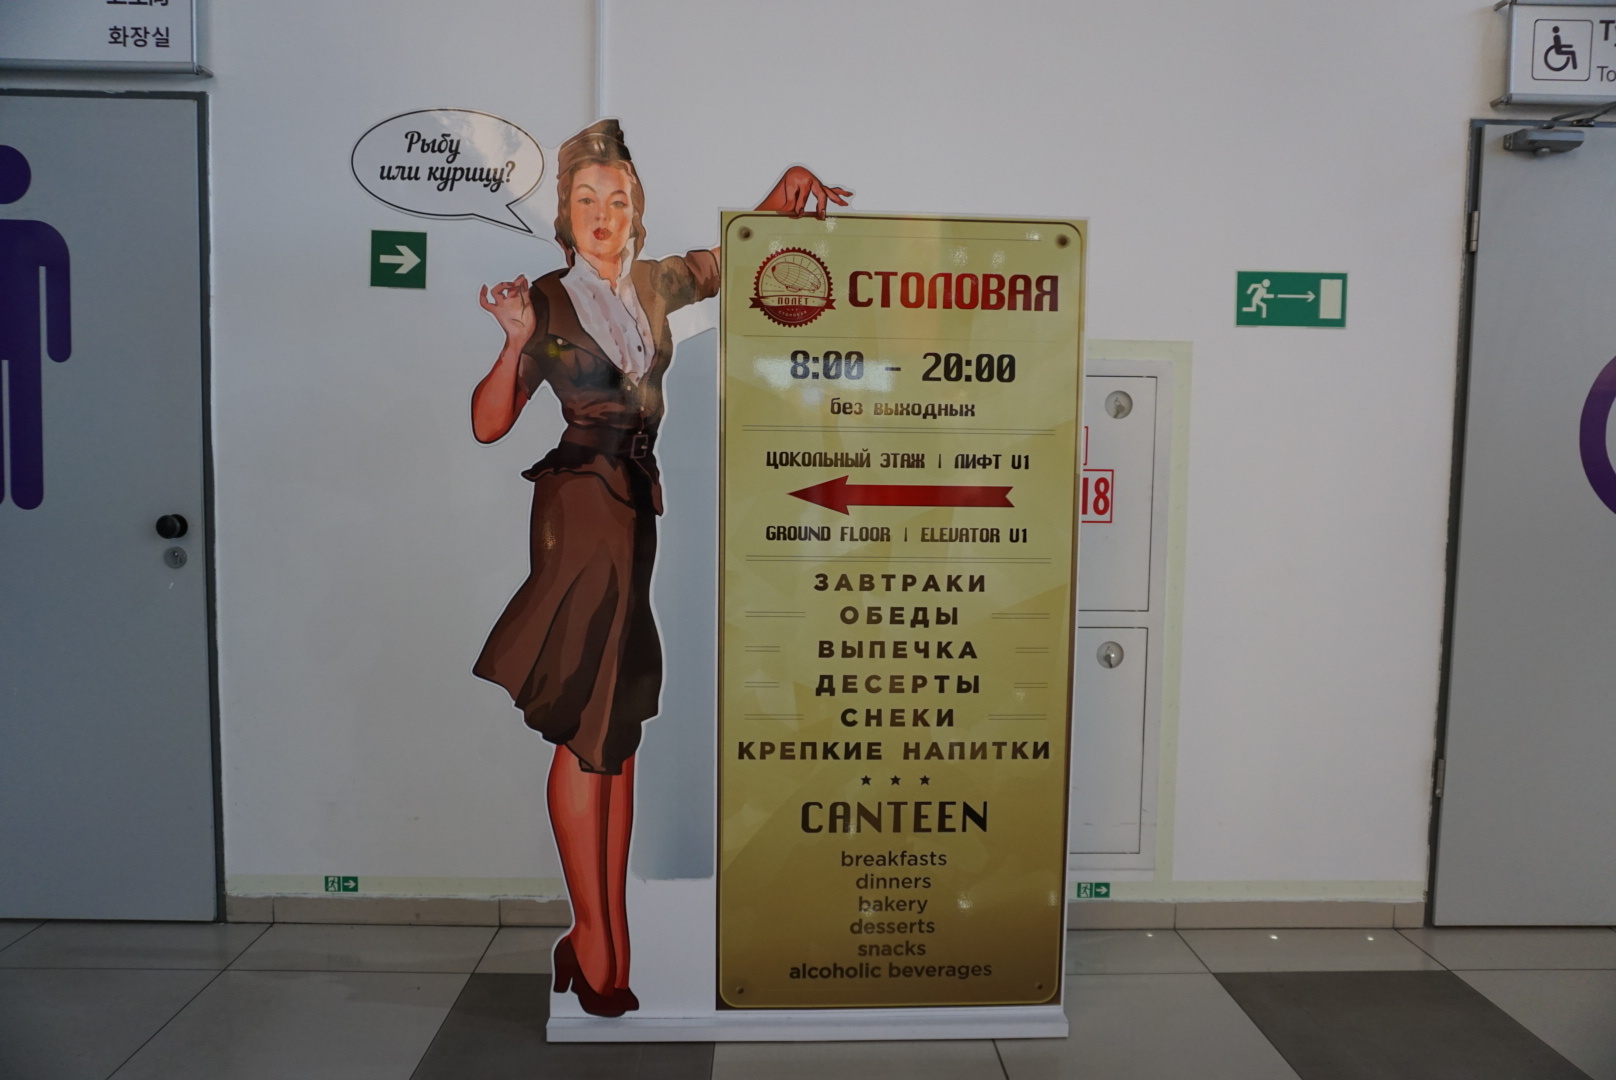 화장실
Рыбу
или курицу?
ПОЛЁТ
СТОЛОВАЯ
8:00 – 20:00
без выходных
ЦОКОЛЬНЫЙ ЭТАЖ | ЛИФТ U1
GROUND FLOOR | ELEVATOR U1
ЗАВТРАКИ
ОБЕДЫ
ВЫПЕЧКА
ДЕСЕРТЫ
СНЕКИ
КРЕПКИЕ НАПИТКИ
★ ★ ★
CANTEEN
breakfasts
dinners
bakery
desserts
snacks
alcoholic beverages
18